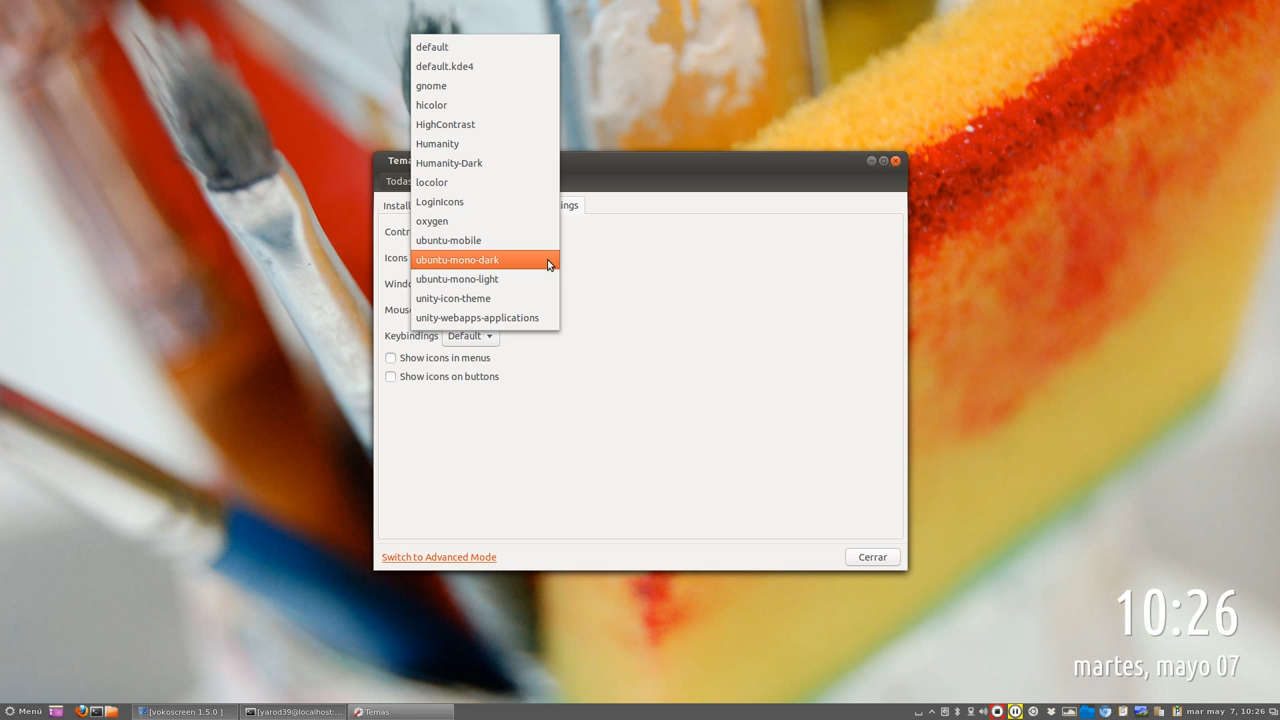 default
default.kde4
gnome
hicolor
HighContrast
Humanity
Humanity-Dark
locolor
LoginIcons
oxygen
ubuntu-mobile
ubuntu-mono-dark
ubuntu-mono-light
unity-icon-theme
unity-webapps-applications
Tema
Todas
Install
ings
Contr
Icons
Windo
Mous
Keybindings Default
Show icons in menus
Show icons on buttons
Switch to Advanced Mode
Cerrar
10:26
martes, mayo 07
Menú
[vokoscreen 1.5.0 ]
[yarod39@localhost:...
Temas
mar may 7, 10:26